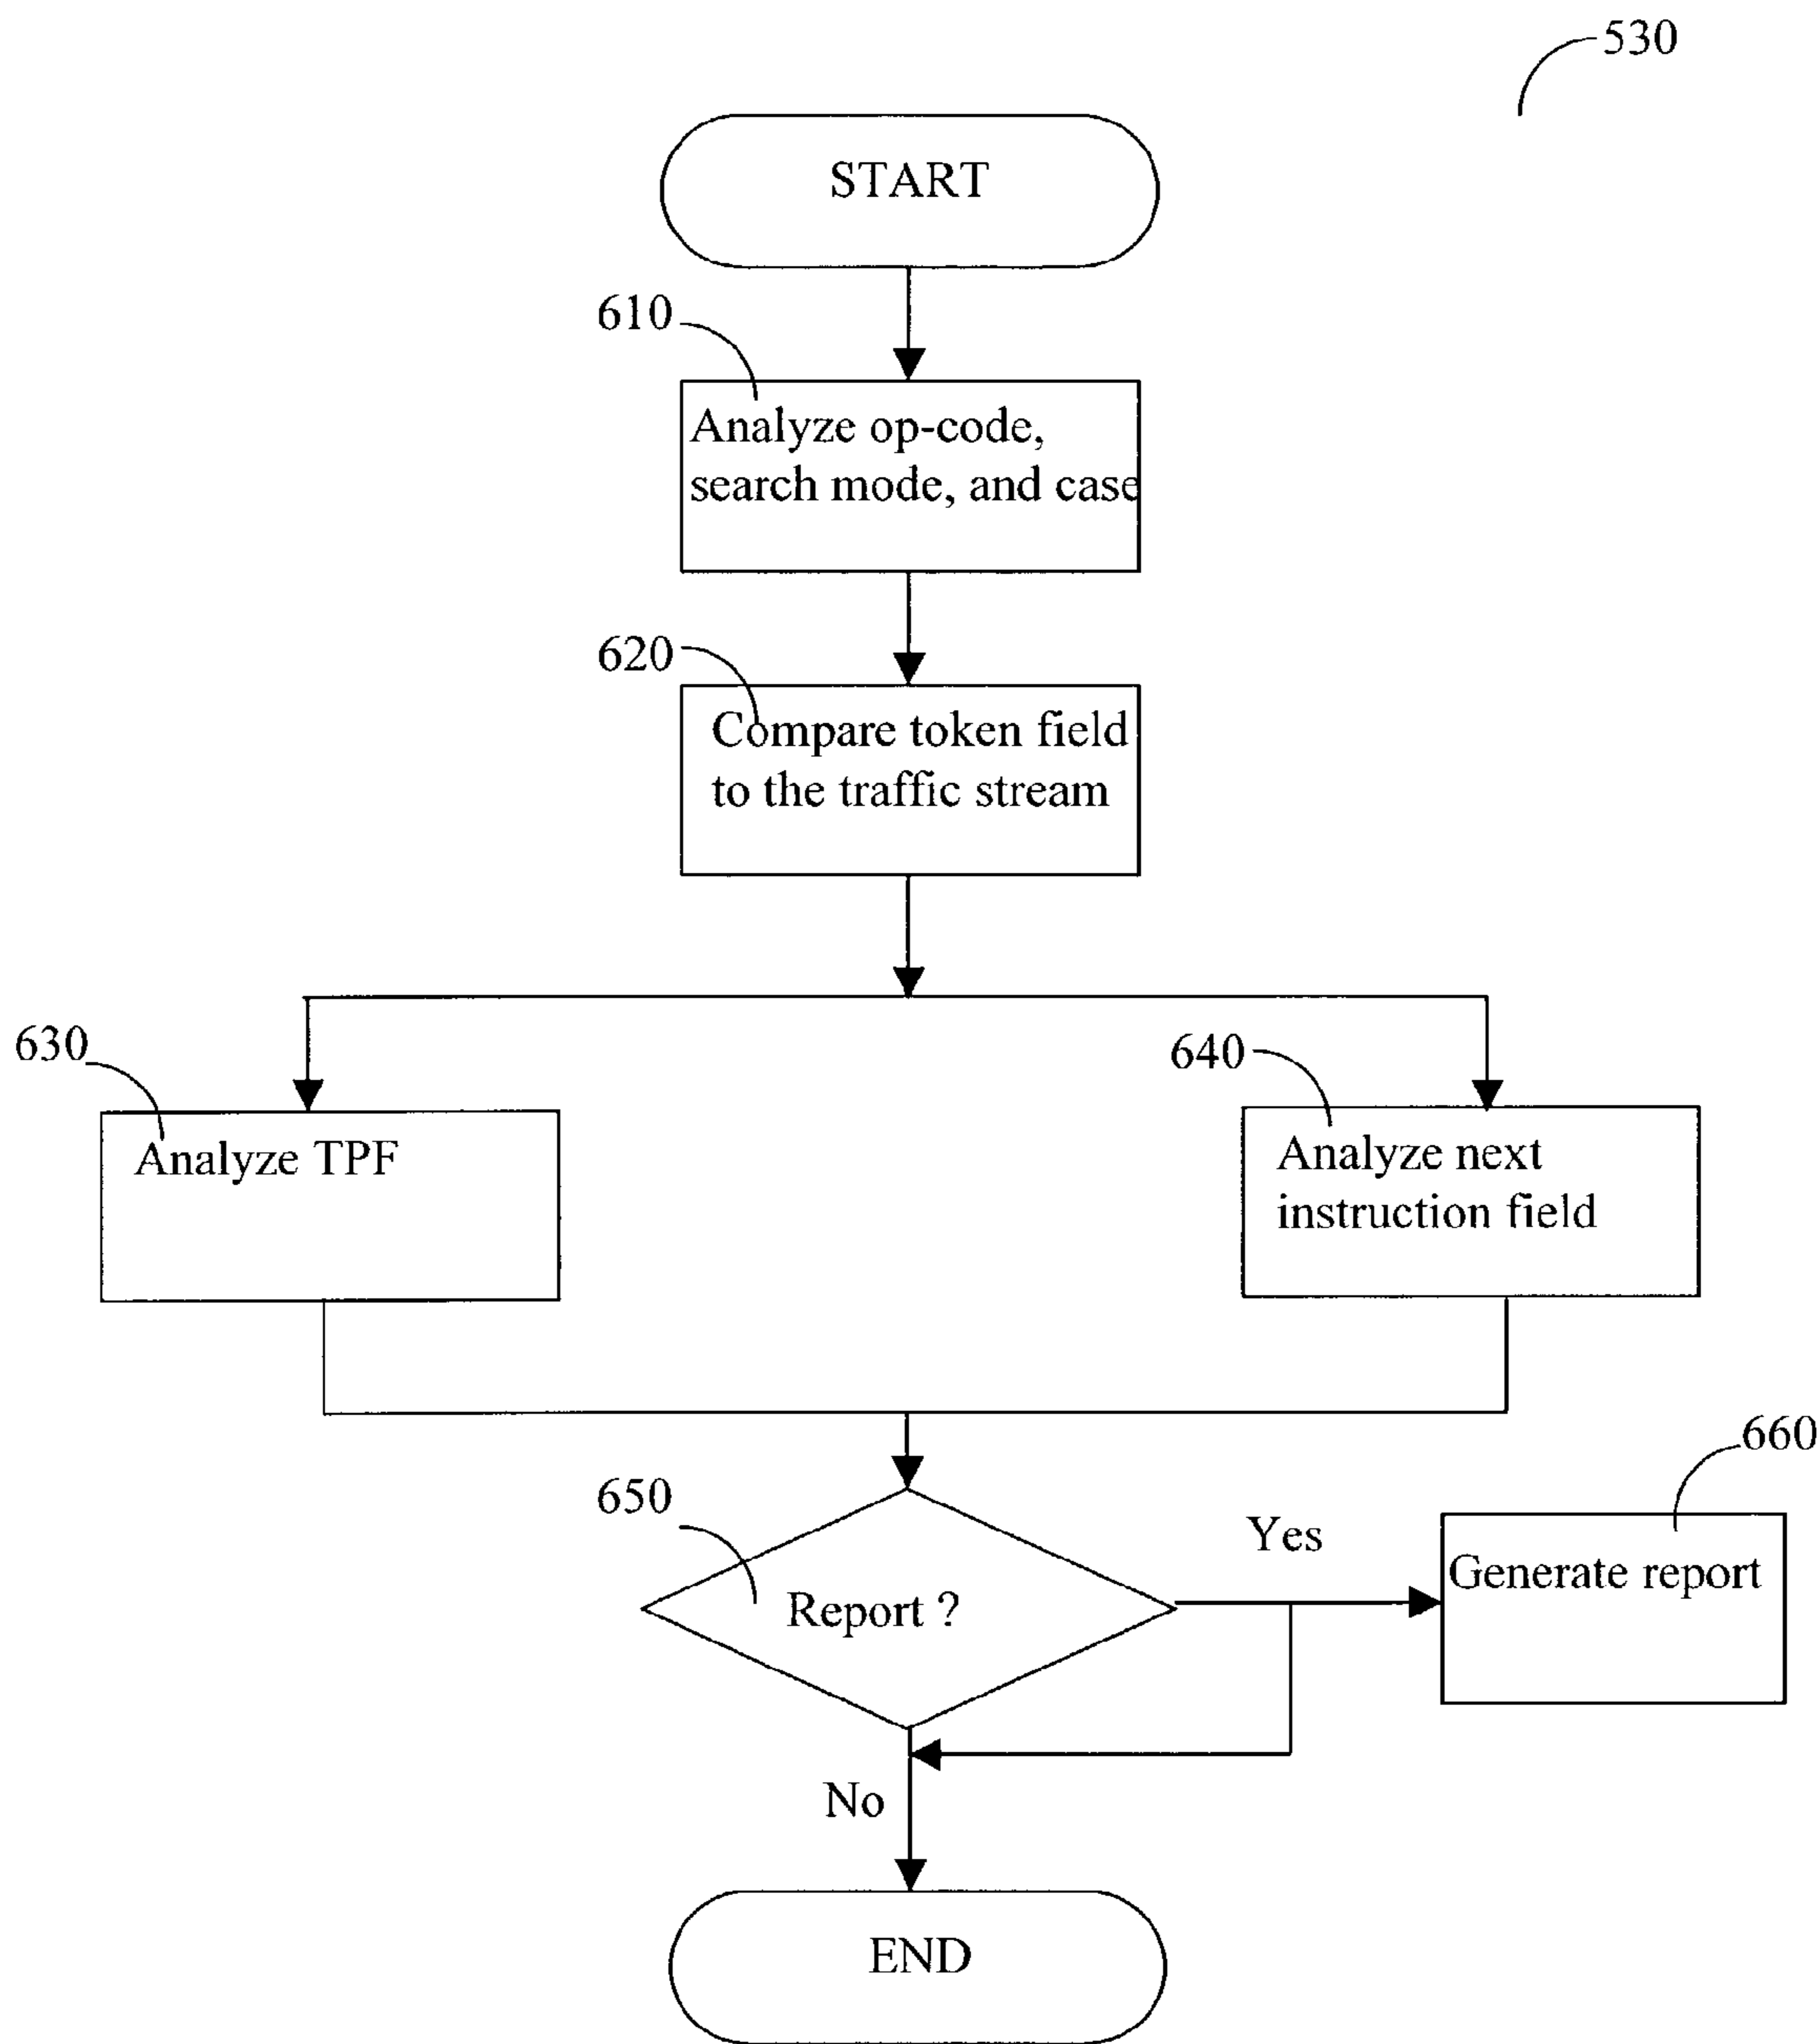 530
START
610
Analyze op-code,
search mode, and case
620
Compare token field
to the traffic stream
630
Analyze TPF
640
Analyze next
instruction field
650
Report ?
Yes
660
Generate report
No
END